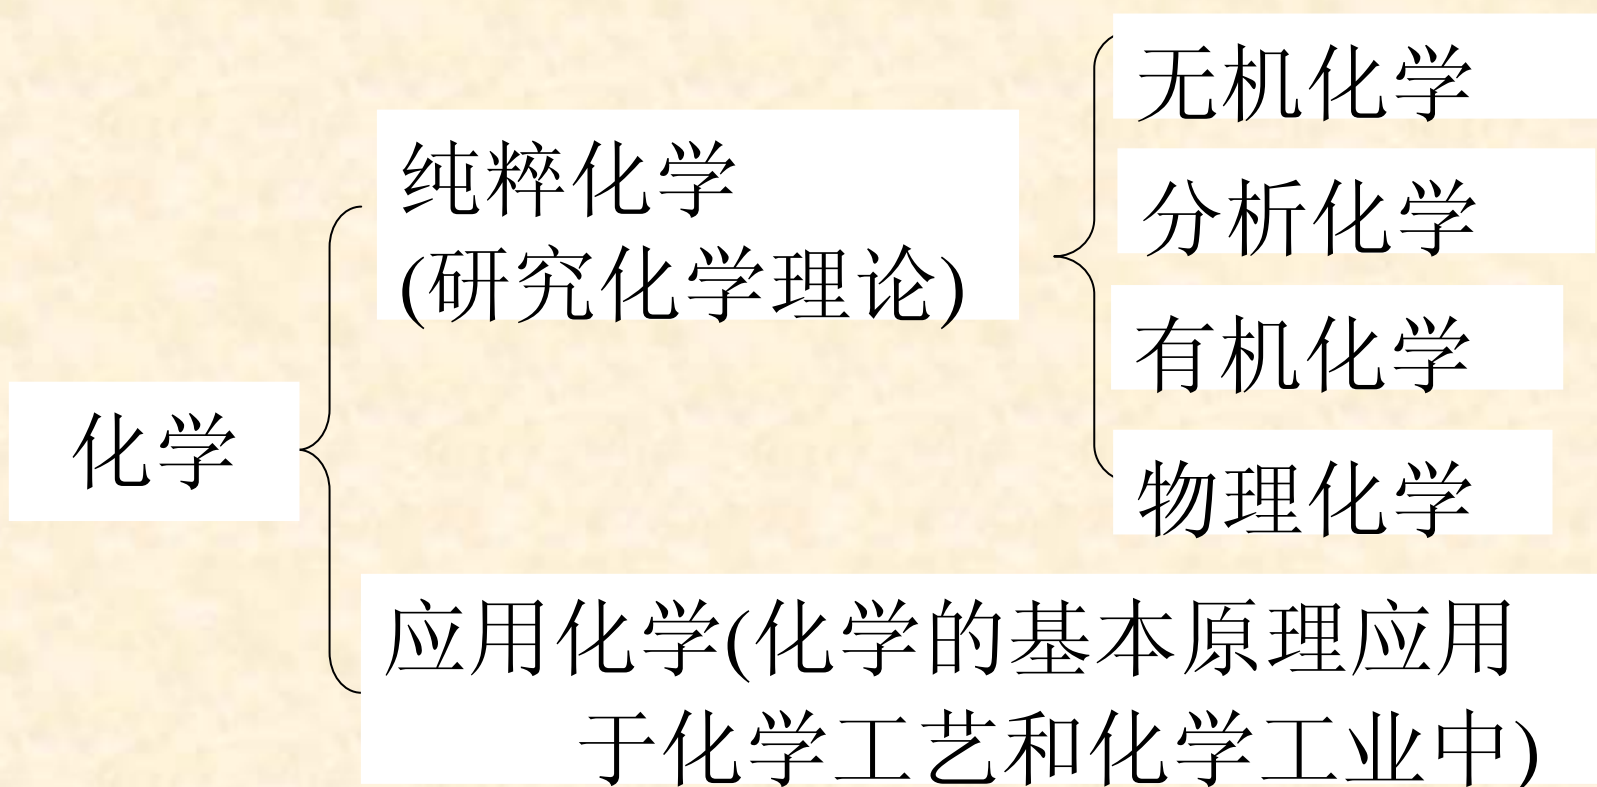 化学
纯粹化学
(研究化学理论)
无机化学
分析化学
有机化学
物理化学
应用化学(化学的基本原理应用
于化学工艺和化学工业中)